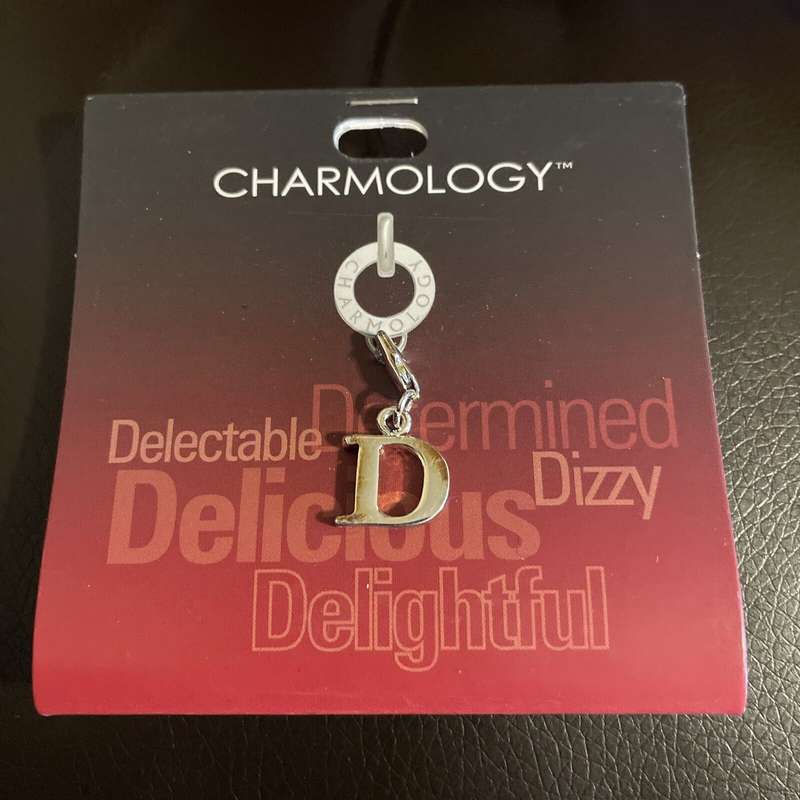 CHARMOLOGY™
CHARMOLOGY
Determined
Delectable
Dizzy
Delicious
Delightful
D